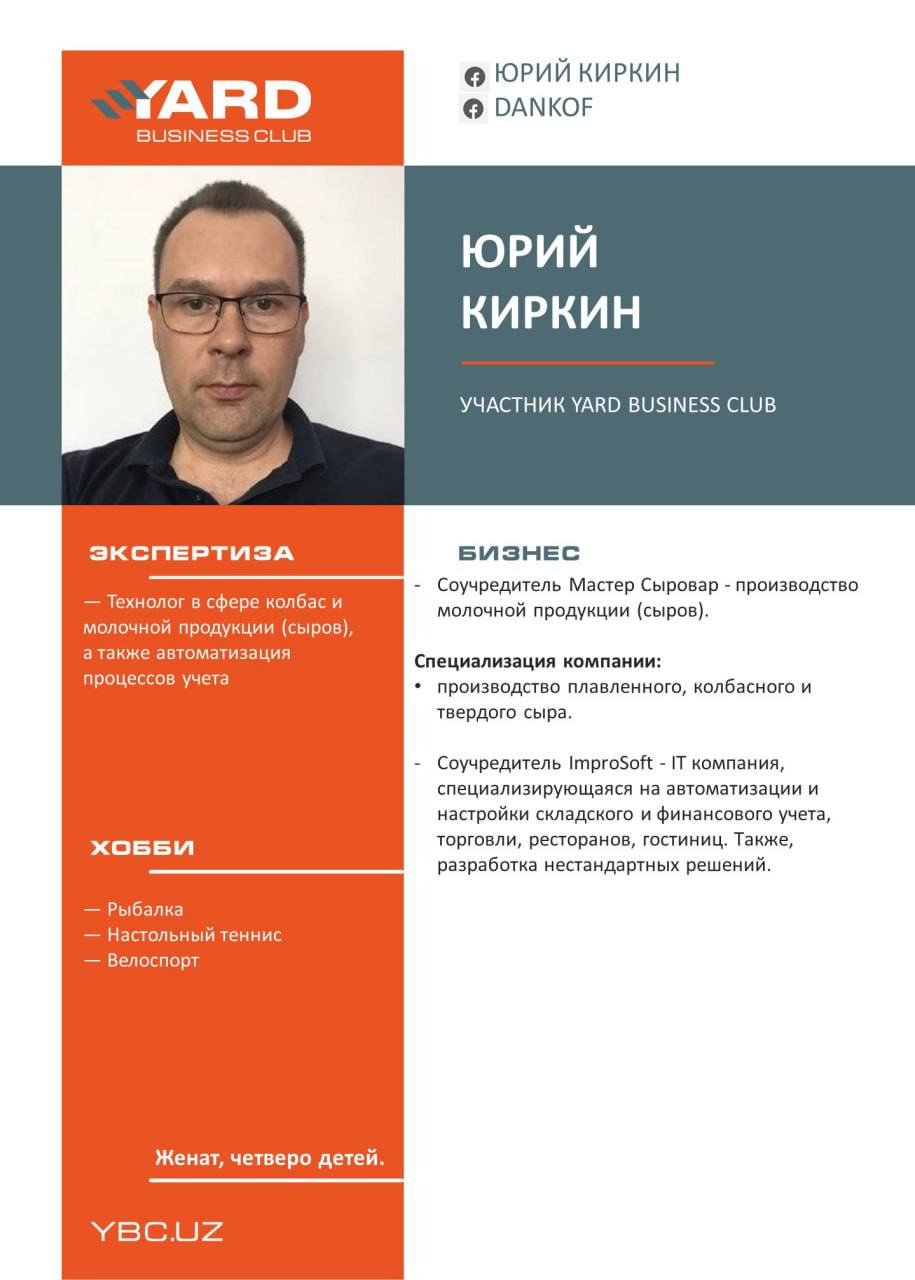 YARD
BUSINESS CLUB
ЮРИЙ КИРКИН
DANKOF
ЮРИЙ
КИРКИН
УЧАСТНИК YARD BUSINESS CLUB
ЭКСПЕРТИЗА
— Технолог в сфере колбас и
молочной продукции (сыров),
а также автоматизация
процессов учета
ХОББИ
— Рыбалка
— Настольный теннис
— Велоспорт
Женат, четверо детей.
YBC.UZ
БИЗНЕС
- Соучредитель Мастер Сыровар - производство
молочной продукции (сыров).
Специализация компании:
• производство плавленного, колбасного и
твердого сыра.
- Соучредитель ImproSoft - IT компания,
специализирующаяся на автоматизации и
настройки складского и финансового учета,
торговли, ресторанов, гостиниц. Также,
разработка нестандартных решений.